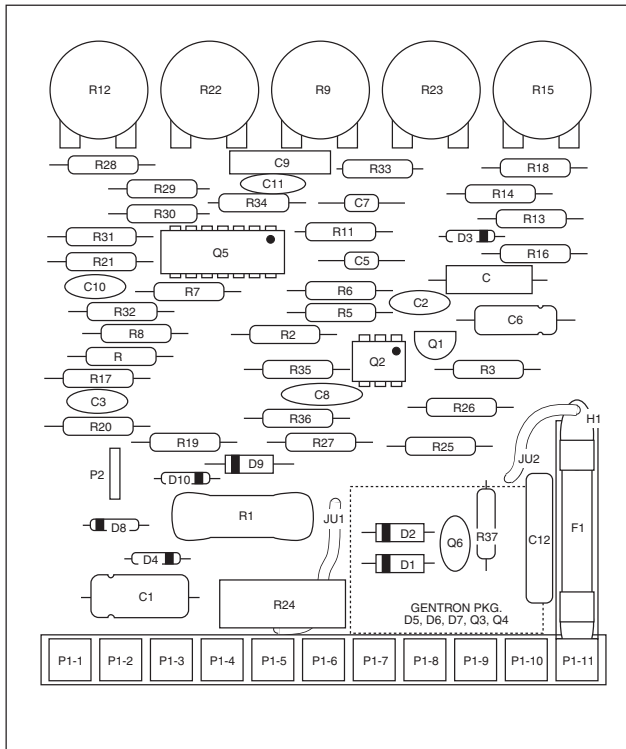 R12 R22 R9 R23 R15
R28 C9 R33 R18
R29 C11 R14
R30 R34 C7 R13
R31 Q5 R11 D3
R21 C5 R16
C10 R7 R6 C2 C
R32 R5 C6
R8 R2 Q1
R R35 Q2 R3
R17 C8
C3 R36 R26 H1
R20 R19 R27 R25
P2 D10 D9 JU2
D8 R1 JU1 D2 Q6 R37 C12 F1
D4 D1
C1 R24 GENTRON PKG.
D5, D6, D7, Q3, Q4
P1-1 P1-2 P1-3 P1-4 P1-5 P1-6 P1-7 P1-8 P1-9 P1-10 P1-11